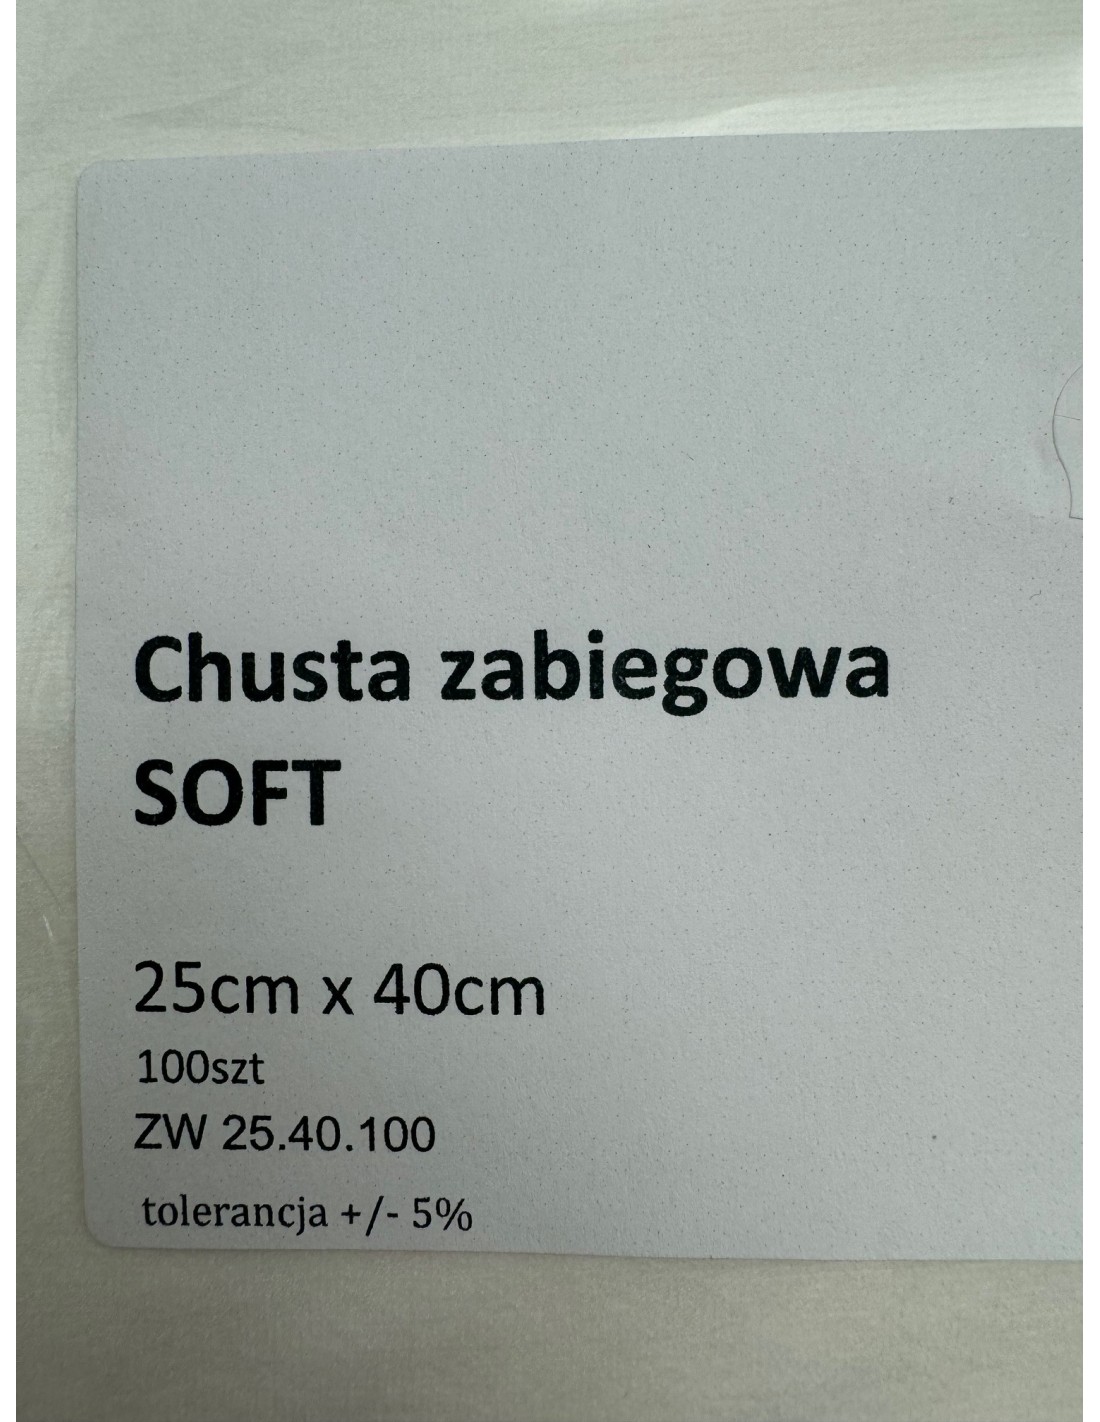 Chusta zabiegowa
SOFT
25cm x 40cm
100szt
ZW 25.40.100
tolerancja +/- 5%